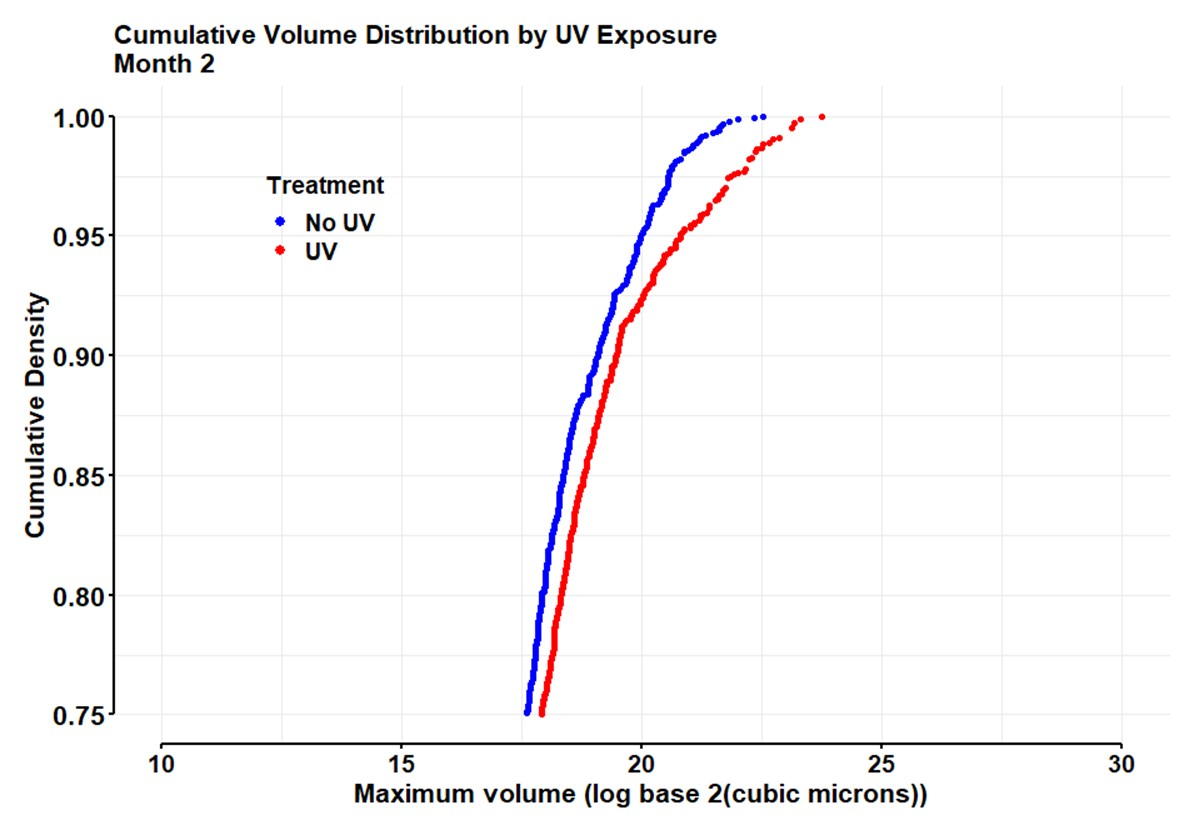 Cumulative Volume Distribution by UV Exposure
Month 2
1.00
0.95
0.90
0.85
0.80
0.75
Cumulative Density
Treatment
No UV
UV
10 15 20 25 30
Maximum volume (log base 2(cubic microns))